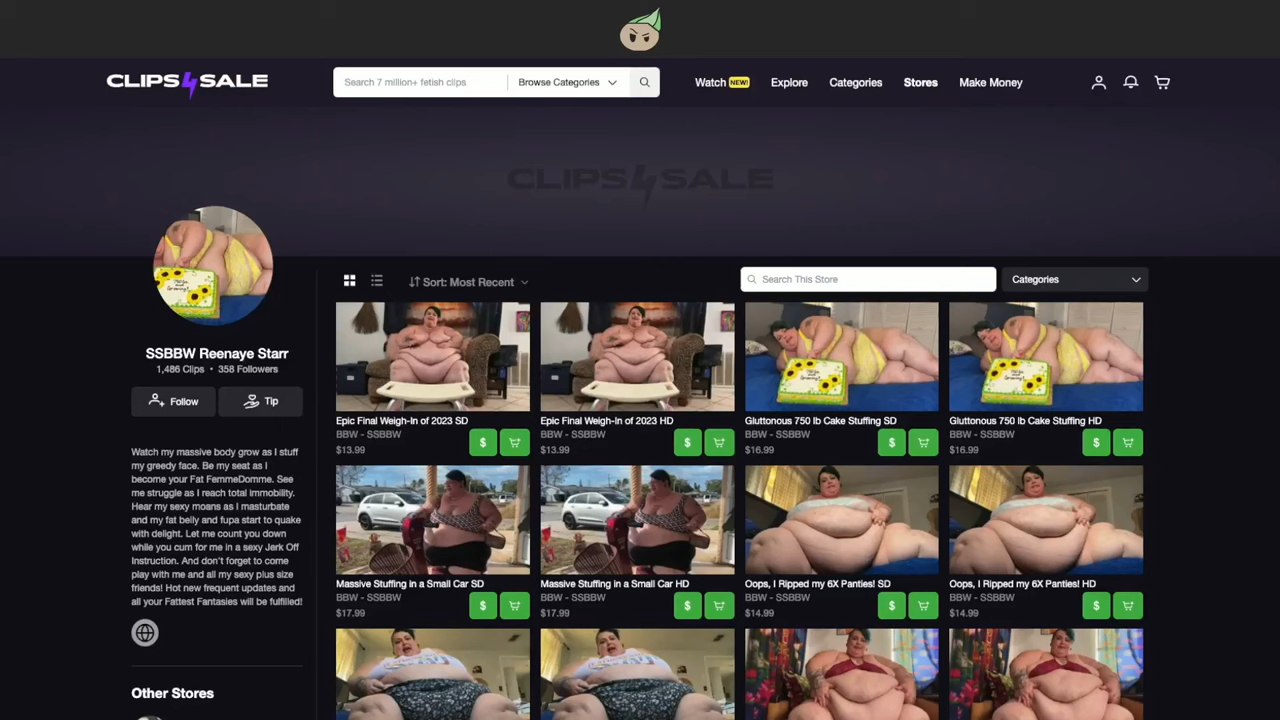 CLIPS4SALE
Search 7 million+ fetish clips
Browse Categories
Watch NEW!
Explore
Categories
Stores
Make Money
CLIPS4SALE
SSBBW Reenaye Starr
1,486 Clips • 358 Followers
Follow
Tip
Watch my massive body grow as I stuff
my greedy face. Be my seat as I
become your Fat FemmeDomme. See
me struggle as I reach total immobility.
Hear my sexy moans as I masturbate
and my fat belly and fupa start to quake
with delight. Let me count you down
while you cum for me in a sexy Jerk Off
Instruction. And don't forget to come
play with me and all my sexy plus size
friends! Hot new frequent updates and
all your Fattest Fantasies will be fulfilled!
Other Stores
Sort: Most Recent
Search This Store
Categories
Epic Final Weigh-In of 2023 SD
BBW - SSBBW
$13.99
$
Epic Final Weigh-In of 2023 HD
BBW - SSBBW
$13.99
$
Gluttonous 750 lb Cake Stuffing SD
BBW - SSBBW
$16.99
$
Gluttonous 750 lb Cake Stuffing HD
BBW - SSBBW
$16.99
$
Massive Stuffing in a Small Car SD
BBW - SSBBW
$17.99
$
Massive Stuffing in a Small Car HD
BBW - SSBBW
$17.99
$
Oops, I Ripped my 6X Panties! SD
BBW - SSBBW
$14.99
$
Oops, I Ripped my 6X Panties! HD
BBW - SSBBW
$14.99
$